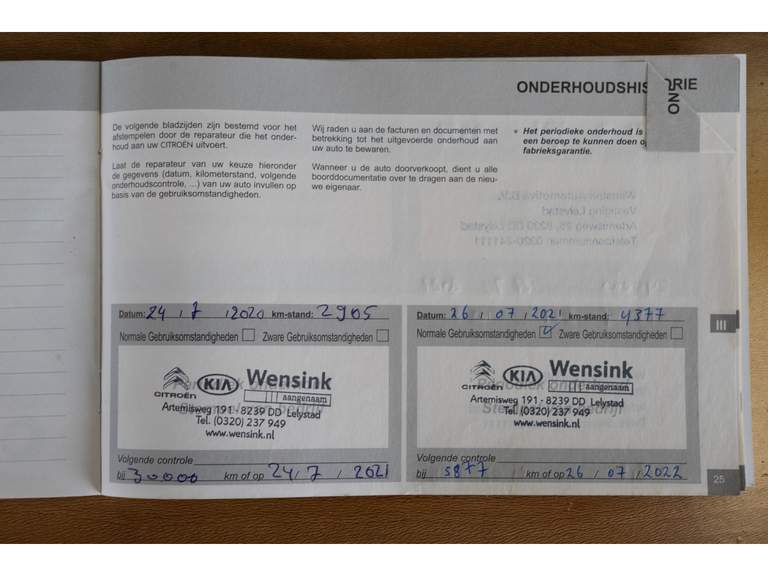 ONDERHOUDSHIS RIE
ONO
De volgende bladzijden zijn bestemd voor het
afstempelen door de reparateur die het onder-
houd aan uw CITROËN uitvoert.
Laat de reparateur van uw keuze hieronder
de gegevens (datum, kilometerstand, volgende
onderhoudscontrole, ...) van uw auto invullen op
basis van de gebruiksomstandigheden.
Wij raden u aan de facturen en documenten met
betrekking tot het uitgevoerde onderhoud aan
uw auto te bewaren.
Wanneer u de auto doorverkoopt, dient u alle
boorddocumentatie over te dragen aan de nieu-
we eigenaar.
• Het periodieke onderhoud is
een beroep te kunnen doen op
fabrieksgarantie.
Datum: 24 / 7 / 2020 km-stand: 2905
Normale Gebruiksomstandigheden Zware Gebruiksomstandigheden
CITROËN KIA Wensink
aangenaam
Artemisweg 191 - 8239 DD Lelystad
Tel. (0320) 237 949
www.wensink.nl
Volgende controle
bij 30000 km of op 24 / 7 / 2021
Datum: 26 / 07 / 2021 km-stand: 4377
Normale Gebruiksomstandigheden Zware Gebruiksomstandigheden
CITROËN KIA Wensink
aangenaam
Artemisweg 191 - 8239 DD Lelystad
Tel. (0320) 237 949
www.wensink.nl
Volgende controle
bij 5877 km of op 26 / 07 / 2022
III
25